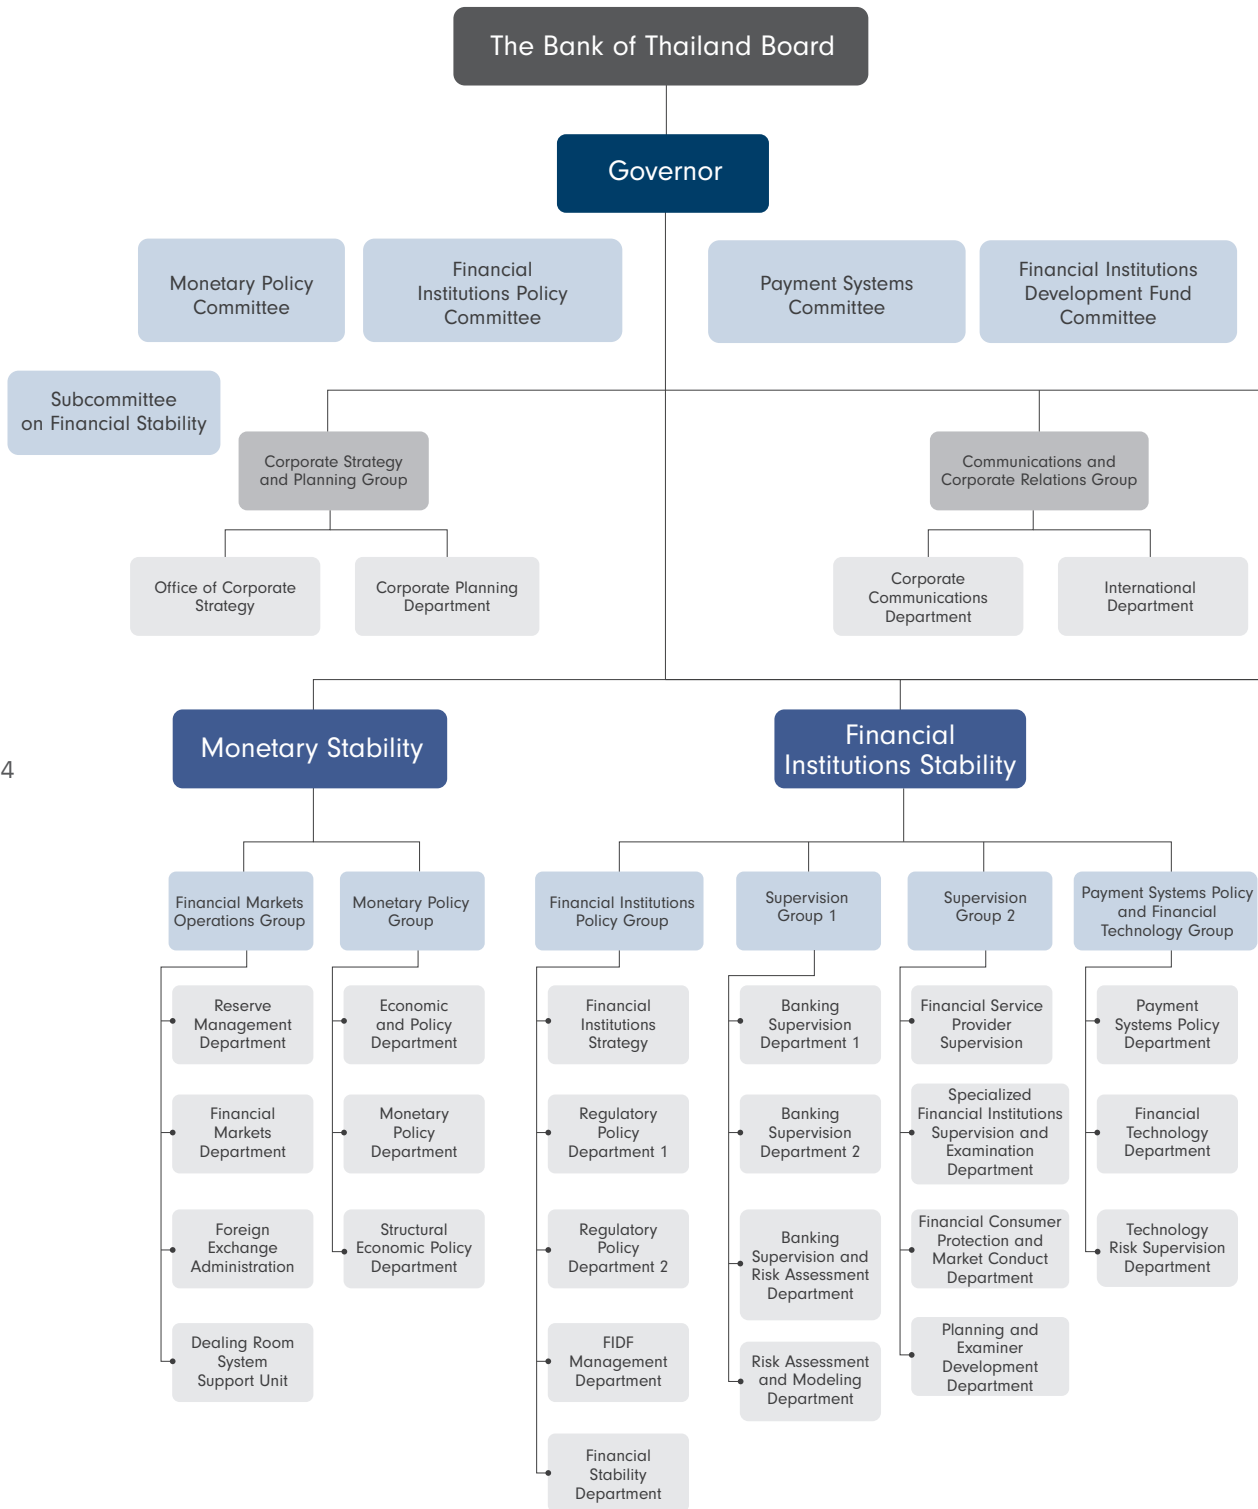 The Bank of Thailand Board
Governor
Monetary Policy
Committee
Financial
Institutions Policy
Committee
Payment Systems
Committee
Financial Institutions
Development Fund
Committee
Subcommittee
on Financial Stability
Corporate Strategy
and Planning Group
Communications and
Corporate Relations Group
Office of Corporate
Strategy
Corporate Planning
Department
Corporate
Communications
Department
International
Department
4
Monetary Stability
Financial
Institutions Stability
Financial Markets
Operations Group
Monetary Policy
Group
Financial Institutions
Policy Group
Supervision
Group 1
Supervision
Group 2
Payment Systems Policy
and Financial
Technology Group
Reserve
Management
Department
Financial
Markets
Department
Foreign
Exchange
Administration
Dealing Room
System
Support Unit
Economic
and Policy
Department
Monetary
Policy
Department
Structural
Economic Policy
Department
Financial
Institutions
Strategy
Regulatory
Policy
Department 1
Regulatory
Policy
Department 2
FIDF
Management
Department
Financial
Stability
Department
Banking
Supervision
Department 1
Banking
Supervision
Department 2
Banking
Supervision and
Risk Assessment
Department
Risk Assessment
and Modeling
Department
Financial Service
Provider
Supervision
Specialized
Financial Institutions
Supervision and
Examination
Department
Financial Consumer
Protection and
Market Conduct
Department
Planning and
Examiner
Development
Department
Payment
Systems Policy
Department
Financial
Technology
Department
Technology
Risk Supervision
Department